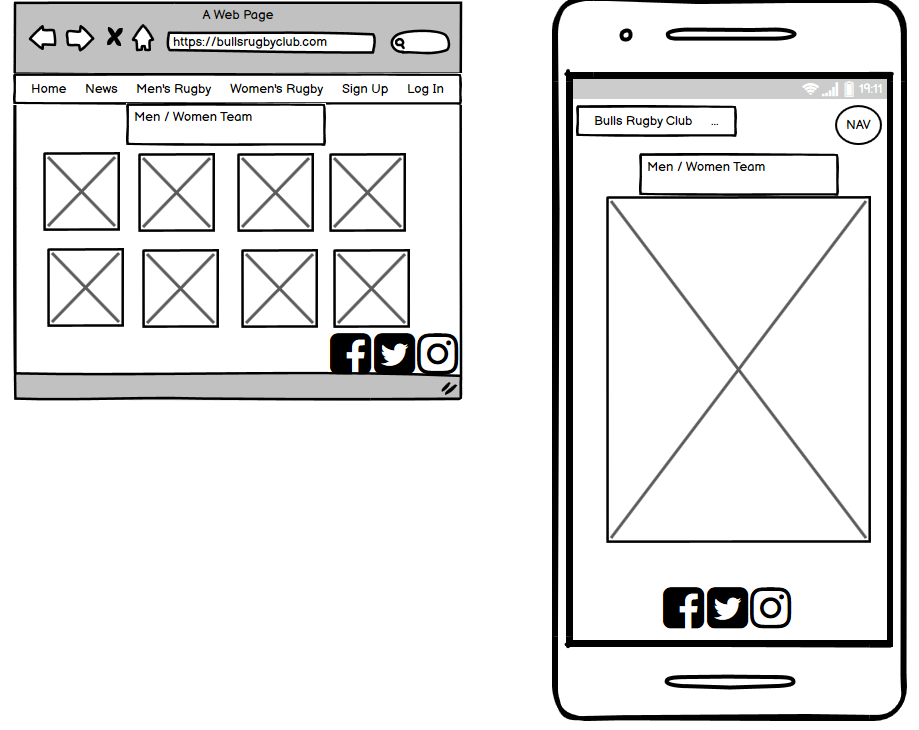 A Web Page
https://bullsrugbyclub.com
Home News Men's Rugby Women's Rugby Sign Up Log In
Men / Women Team
19:11
Bulls Rugby Club ...
NAV
Men / Women Team